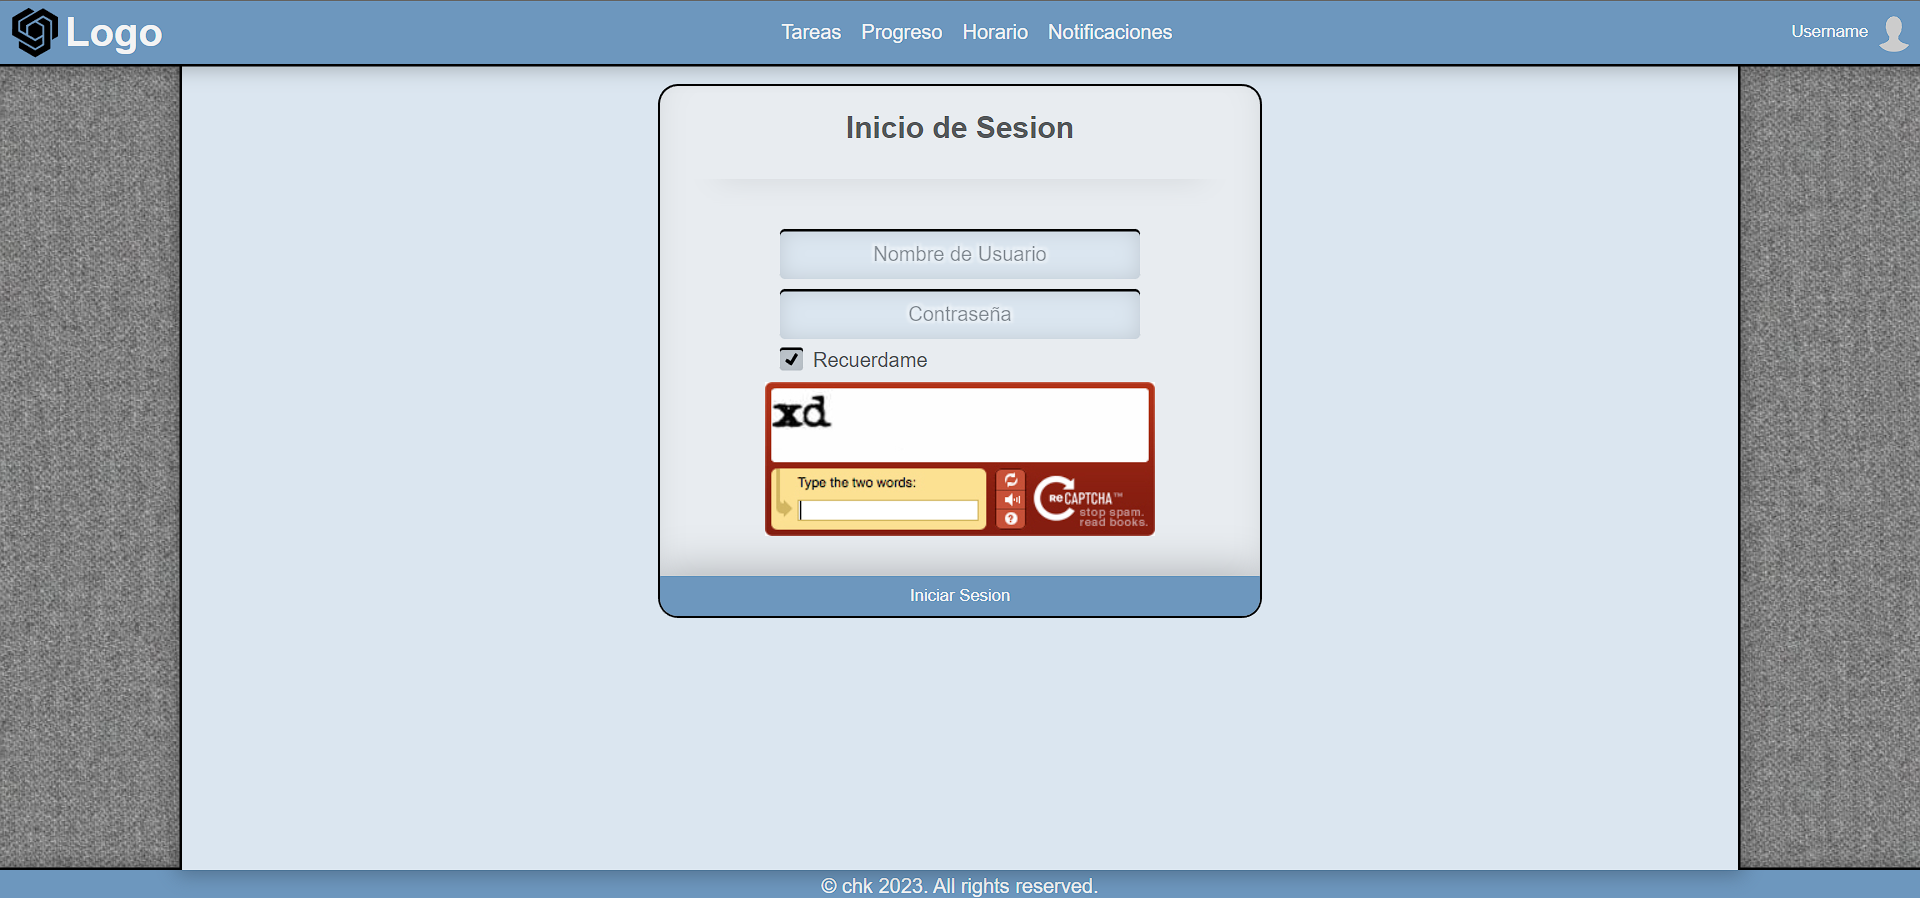 Logo
Tareas Progreso Horario Notificaciones
Username
Inicio de Sesion
Nombre de Usuario
Contraseña
Recuerdame
xd
Type the two words:
ReCAPTCHA™
stop spam.
read books.
Iniciar Sesion
© chk 2023. All rights reserved.